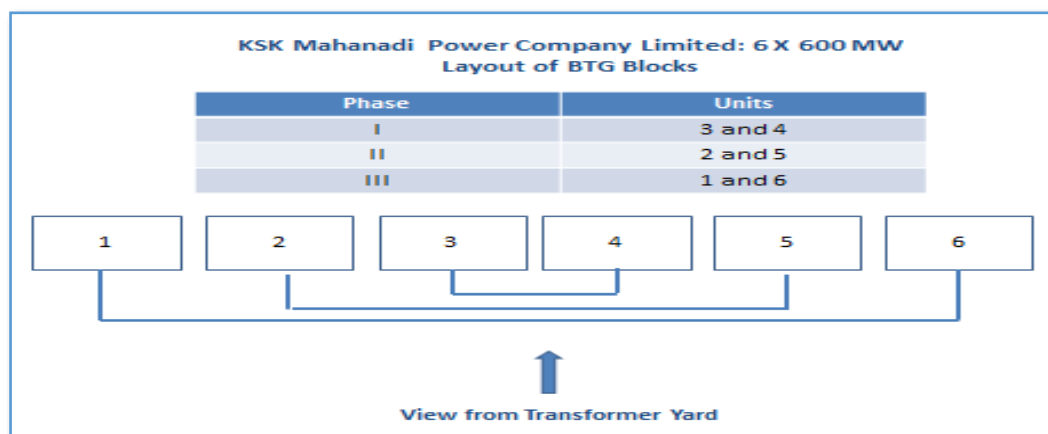 KSK Mahanadi Power Company Limited: 6 X 600 MW
Layout of BTG Blocks
Phase Units
I 3 and 4
II 2 and 5
III 1 and 6
1 2 3 4 5 6
View from Transformer Yard